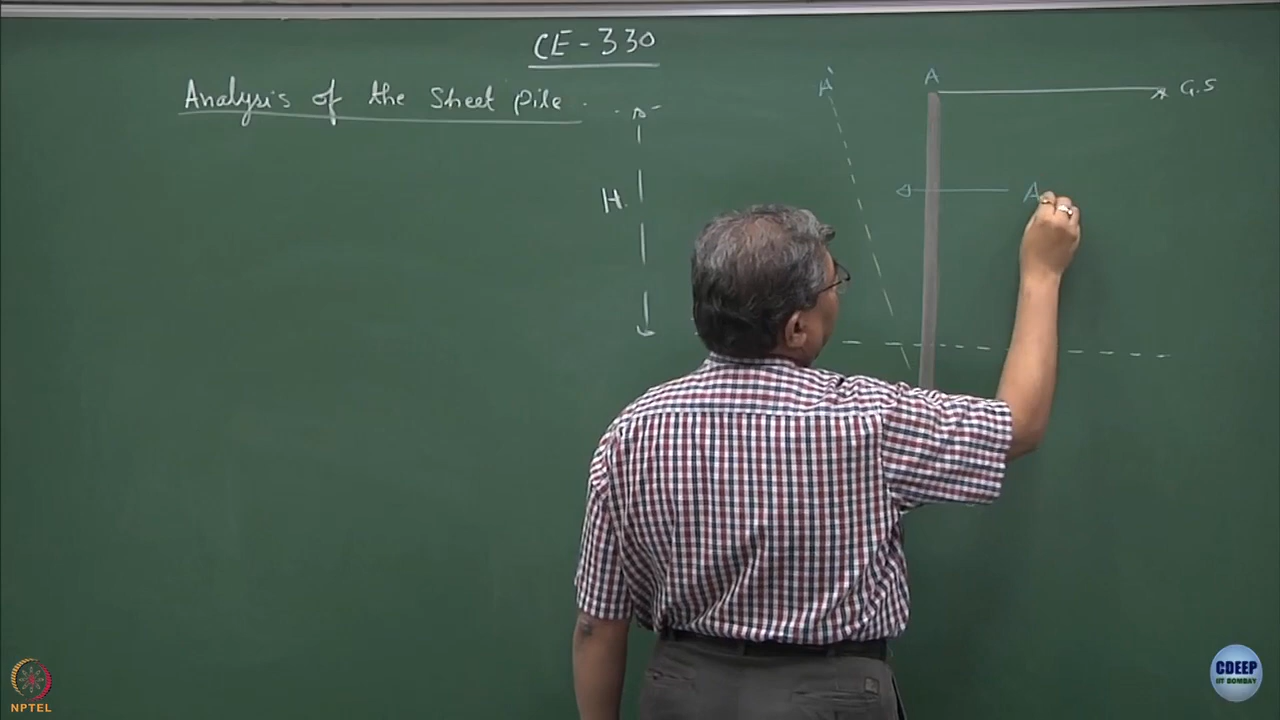 CE-330
Analysis of the Sheet Pile.
A'
A
G.S
H.
A
NPTEL
CDEEP
IIT BOMBAY